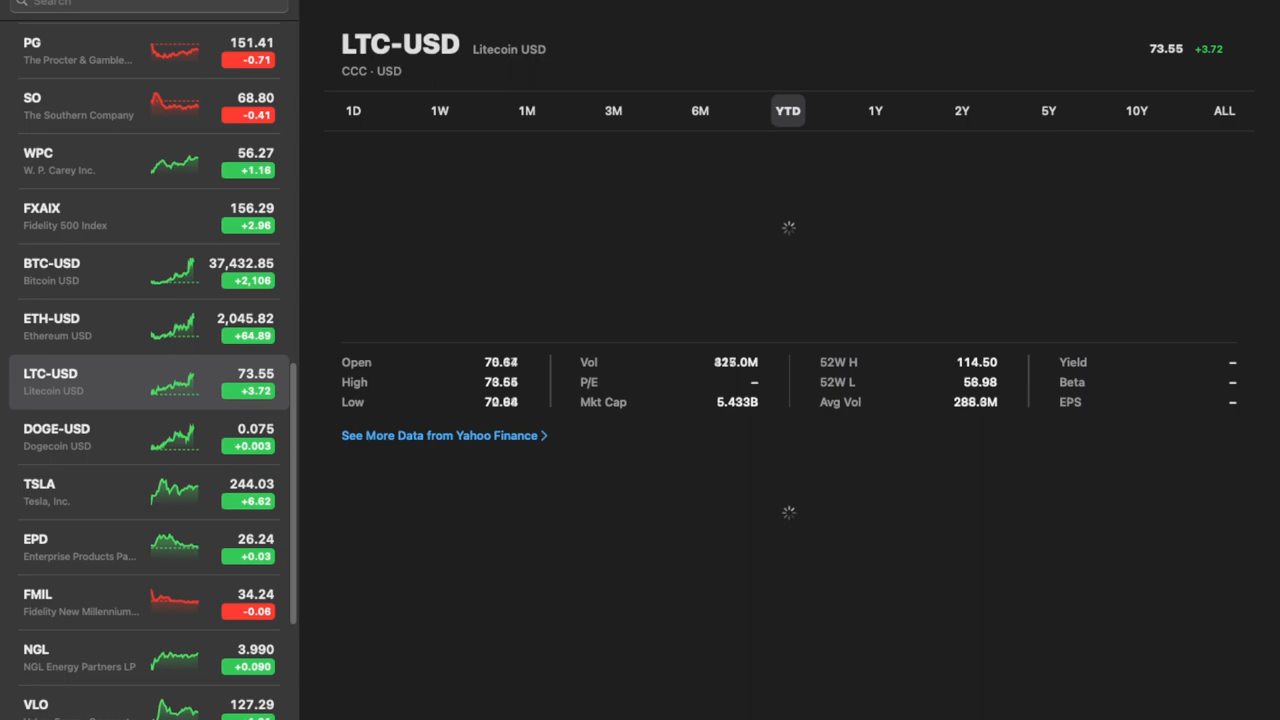 Search
PG 151.41
The Procter & Gamble... -0.71
SO 68.80
The Southern Company -0.41
WPC 56.27
W. P. Carey Inc. +1.16
FXAIX 156.29
Fidelity 500 Index +2.96
BTC-USD 37,432.85
Bitcoin USD +2,106
ETH-USD 2,045.82
Ethereum USD +64.89
LTC-USD 73.55
Litecoin USD +3.72
DOGE-USD 0.075
Dogecoin USD +0.003
TSLA 244.03
Tesla, Inc. +6.62
EPD 26.24
Enterprise Products Pa... +0.03
FMIL 34.24
Fidelity New Millennium... -0.06
NGL 3.990
NGL Energy Partners LP +0.090
VLO 127.29
LTC-USD Litecoin USD 73.55 +3.72
CCC · USD
1D 1W 1M 3M 6M YTD 1Y 2Y 5Y 10Y ALL
Open Vol 52W H 114.50 Yield –
High P/E – 52W L 56.98 Beta –
Low Mkt Cap 5.433B Avg Vol EPS –
See More Data from Yahoo Finance >